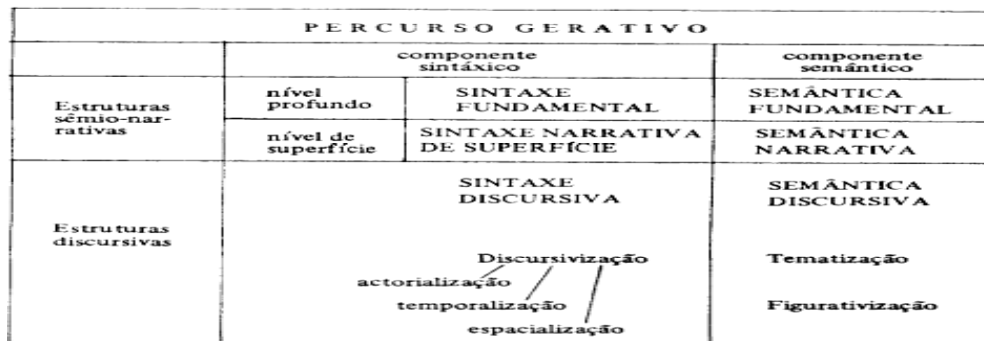 PERCURSO GERATIVO
componente
sintáxico
componente
semântico
Estruturas
sêmio-nar-
rativas
nível
profundo
SINTAXE
FUNDAMENTAL
SEMÂNTICA
FUNDAMENTAL
nível de
superfície
SINTAXE NARRATIVA
DE SUPERFÍCIE
SEMÂNTICA
NARRATIVA
Estruturas
discursivas
SINTAXE
DISCURSIVA
SEMÂNTICA
DISCURSIVA
Discursivização
actorialização
temporalização
espacialização
Tematização
Figurativização